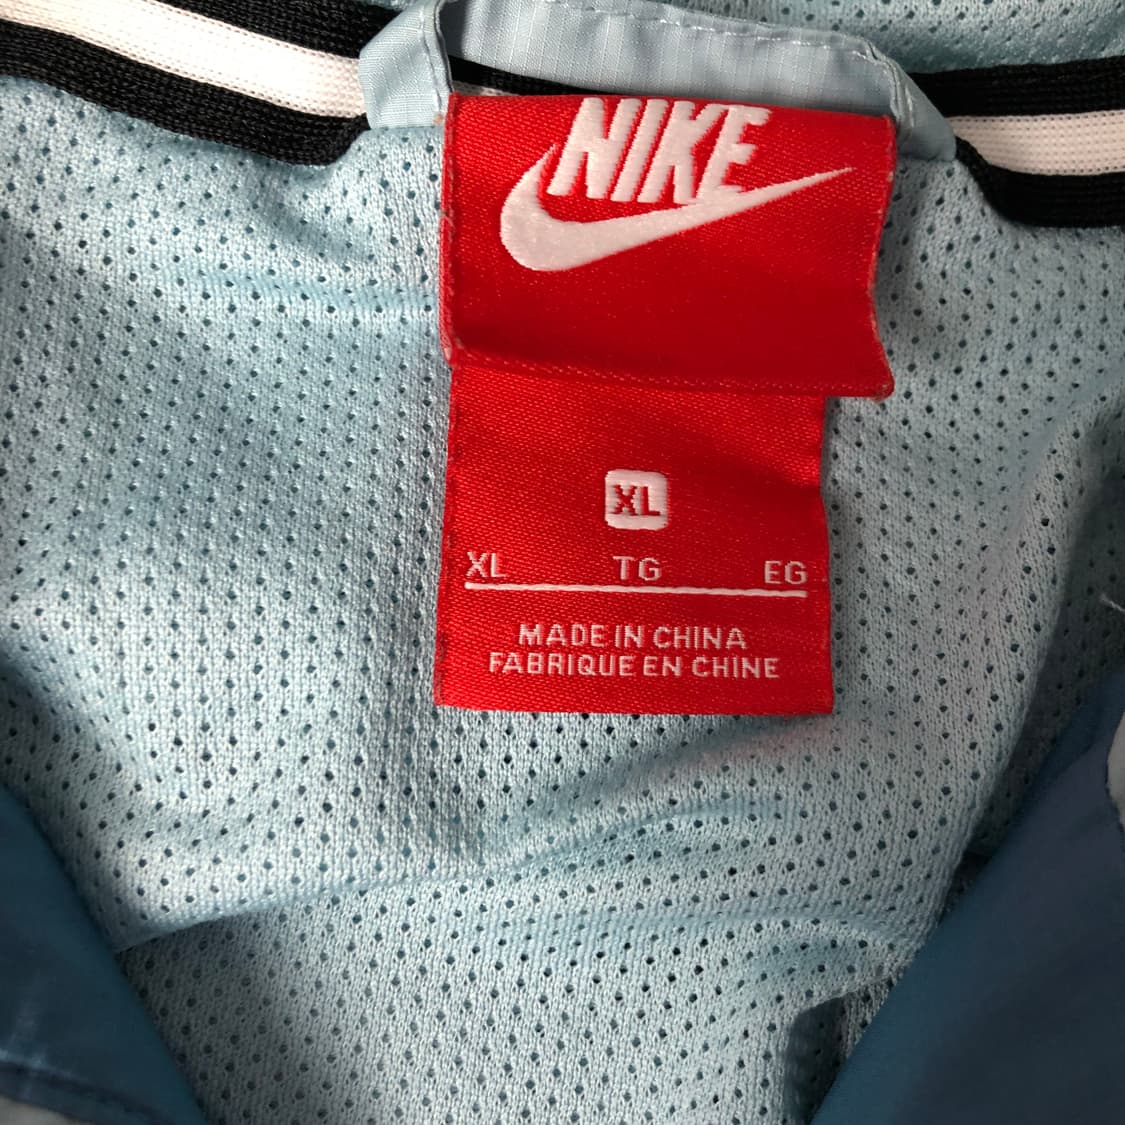 NIKE
XL
XL TG EG
MADE IN CHINA
FABRIQUE EN CHINE